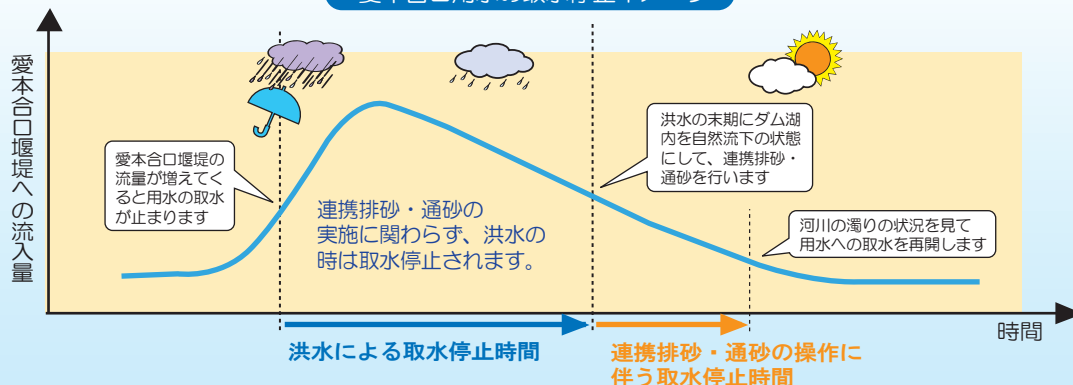 愛本合口堰堤への流入量
愛本合口堰堤の
流量が増えてく
ると用水の取水
が止まります
連携排砂・通砂の
実施に関わらず、洪水の
時は取水停止されます。
洪水の末期にダム湖
内を自然流下の状態
にして、連携排砂・
通砂を行います
河川の濁りの状況を見て
用水への取水を再開します
時間
洪水による取水停止時間
連携排砂・通砂の操作に
伴う取水停止時間